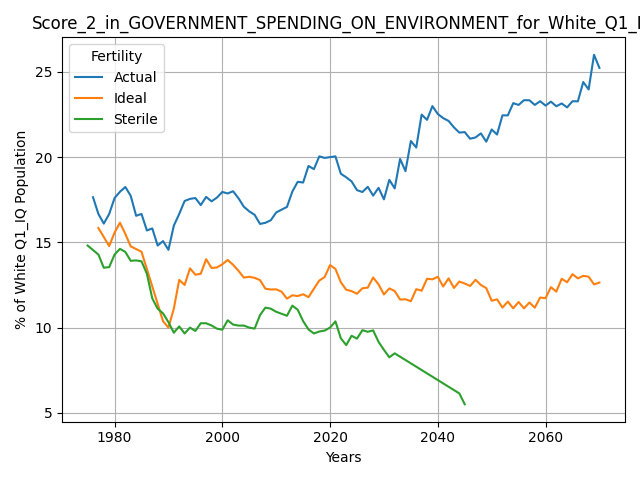 Score_2_in_GOVERNMENT_SPENDING_ON_ENVIRONMENT_for_White_Q1_I
Fertility
Actual
Ideal
Sterile
% of White Q1_IQ Population
25
20
15
10
5
1980 2000 2020 2040 2060
Years